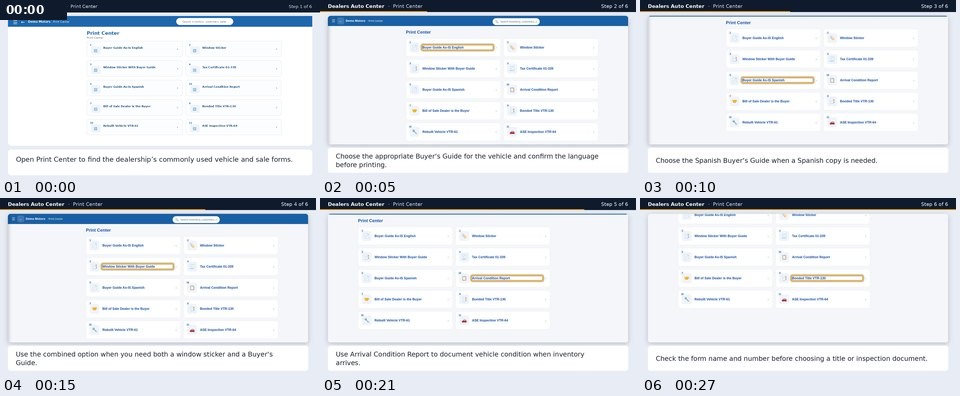 00:00
Print Center
Step 1 of 6
Demo Motors
Print Center
Buyer Guide As-IS English
Window Sticker
Window Sticker With Buyer Guide
Tax Certificate 01-339
Buyer Guide As-IS Spanish
Arrival Condition Report
Bill of Sale Dealer to the Buyer
Bonded Title VTR-130
Rebuilt Vehicle VTR-61
ASE Inspection VTR-64
Open Print Center to find the dealership's commonly used vehicle and sale forms.
01 00:00
Dealers Auto Center · Print Center
Step 2 of 6
Demo Motors
Print Center
Buyer Guide As-IS English
Window Sticker
Window Sticker With Buyer Guide
Tax Certificate 01-339
Buyer Guide As-IS Spanish
Arrival Condition Report
Bill of Sale Dealer to the Buyer
Bonded Title VTR-130
Rebuilt Vehicle VTR-61
ASE Inspection VTR-64
Choose the appropriate Buyer's Guide for the vehicle and confirm the language
before printing.
02 00:05
Dealers Auto Center · Print Center
Step 3 of 6
Print Center
Buyer Guide As-IS English
Window Sticker
Window Sticker With Buyer Guide
Tax Certificate 01-339
Buyer Guide As-IS Spanish
Arrival Condition Report
Bill of Sale Dealer to the Buyer
Bonded Title VTR-130
Rebuilt Vehicle VTR-61
ASE Inspection VTR-64
Choose the Spanish Buyer's Guide when a Spanish copy is needed.
03 00:10
Dealers Auto Center · Print Center
Step 4 of 6
Demo Motors
Print Center
Buyer Guide As-IS English
Window Sticker
Window Sticker With Buyer Guide
Tax Certificate 01-339
Buyer Guide As-IS Spanish
Arrival Condition Report
Bill of Sale Dealer to the Buyer
Bonded Title VTR-130
Rebuilt Vehicle VTR-61
ASE Inspection VTR-64
Use the combined option when you need both a window sticker and a Buyer's
Guide.
04 00:15
Dealers Auto Center · Print Center
Step 5 of 6
Print Center
Buyer Guide As-IS English
Window Sticker
Window Sticker With Buyer Guide
Tax Certificate 01-339
Buyer Guide As-IS Spanish
Arrival Condition Report
Bill of Sale Dealer to the Buyer
Bonded Title VTR-130
Rebuilt Vehicle VTR-61
ASE Inspection VTR-64
Use Arrival Condition Report to document vehicle condition when inventory
arrives.
05 00:21
Dealers Auto Center · Print Center
Step 6 of 6
Buyer Guide As-IS English
Window Sticker
Window Sticker With Buyer Guide
Tax Certificate 01-339
Buyer Guide As-IS Spanish
Arrival Condition Report
Bill of Sale Dealer to the Buyer
Bonded Title VTR-130
Rebuilt Vehicle VTR-61
ASE Inspection VTR-64
Check the form name and number before choosing a title or inspection document.
06 00:27